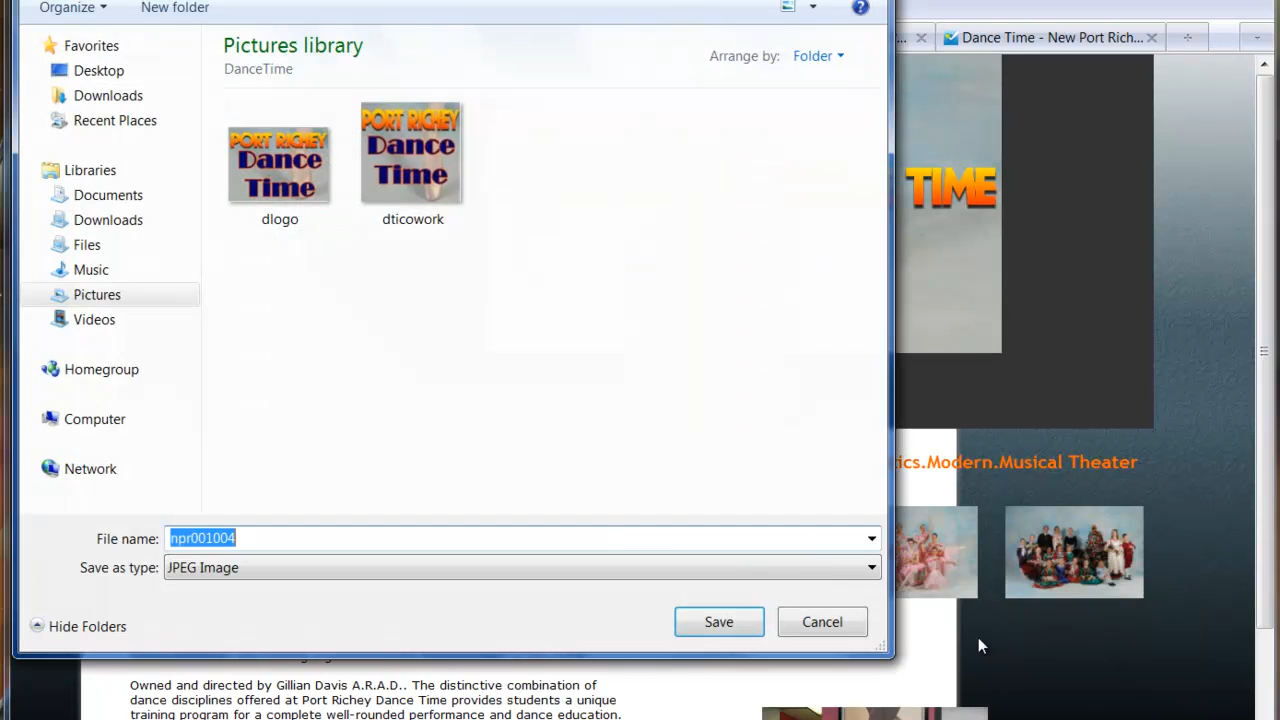 Organize New folder
Pictures library
DanceTime
Arrange by: Folder
Favorites
Desktop
Downloads
Recent Places
Libraries
Documents
Downloads
Files
Music
Pictures
Videos
Homegroup
Computer
Network
PORT RICHEY
Dance
Time
dlogo
PORT RICHEY
Dance
Time
dticowork
File name: npr001004
Save as type: JPEG Image
Hide Folders
Save Cancel
... Dance Time - New Port Rich...
TIME
ics.Modern.Musical Theater
Owned and directed by Gillian Davis A.R.A.D.. The distinctive combination of
dance disciplines offered at Port Richey Dance Time provides students a unique
training program for a complete well-rounded performance and dance education.